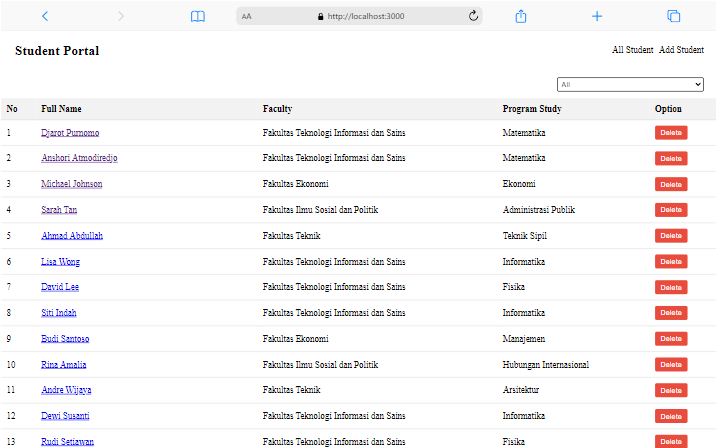 AA http://localhost:3000
Student Portal All Student Add Student
All
No Full Name Faculty Program Study Option
1 Djarot Purnomo Fakultas Teknologi Informasi dan Sains Matematika Delete
2 Anshori Atmodiredjo Fakultas Teknologi Informasi dan Sains Matematika Delete
3 Michael Johnson Fakultas Ekonomi Ekonomi Delete
4 Sarah Tan Fakultas Ilmu Sosial dan Politik Administrasi Publik Delete
5 Ahmad Abdullah Fakultas Teknik Teknik Sipil Delete
6 Lisa Wong Fakultas Teknologi Informasi dan Sains Informatika Delete
7 David Lee Fakultas Teknologi Informasi dan Sains Fisika Delete
8 Siti Indah Fakultas Teknologi Informasi dan Sains Informatika Delete
9 Budi Santoso Fakultas Ekonomi Manajemen Delete
10 Rina Amalia Fakultas Ilmu Sosial dan Politik Hubungan Internasional Delete
11 Andre Wijaya Fakultas Teknik Arsitektur Delete
12 Dewi Susanti Fakultas Teknologi Informasi dan Sains Informatika Delete
13 Rudi Setiawan Fakultas Teknologi Informasi dan Sains Fisika Delete